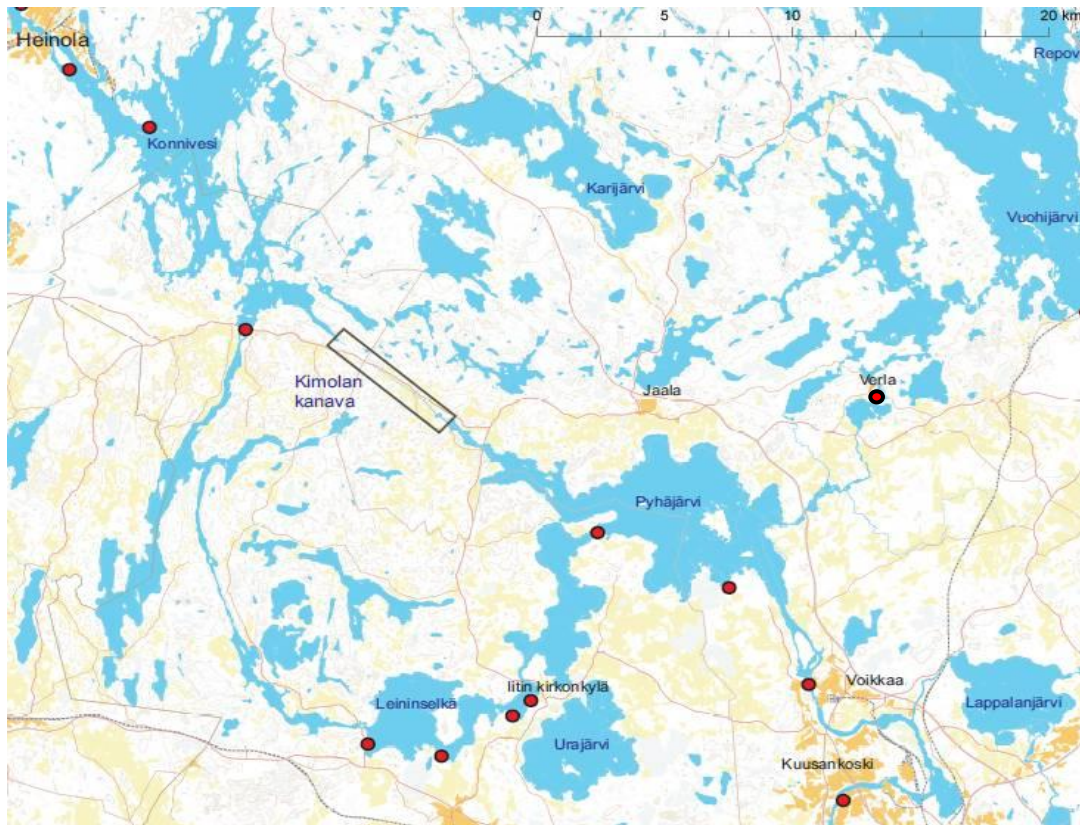 0 5 10 20 km
Heinola
Repov
Konnivesi
Karijärvi
Vuohijärvi
Kimolan
kanava
Verla
Jaala
Pyhäjärvi
Iitin kirkonkylä
Voikkaa
Leininselkä
Lappalanjärvi
Urajärvi
Kuusankoski